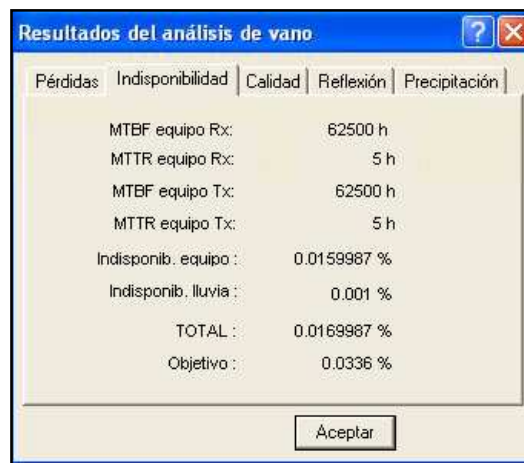 Resultados del análisis de vano
Pérdidas Indisponibilidad Calidad Reflexión Precipitación
MTBF equipo Rx: 62500 h
MTTR equipo Rx: 5 h
MTBF equipo Tx: 62500 h
MTTR equipo Tx: 5 h
Indisponib. equipo : 0.0159987 %
Indisponib. lluvia : 0.001 %
TOTAL : 0.0169987 %
Objetivo : 0.0336 %
Aceptar